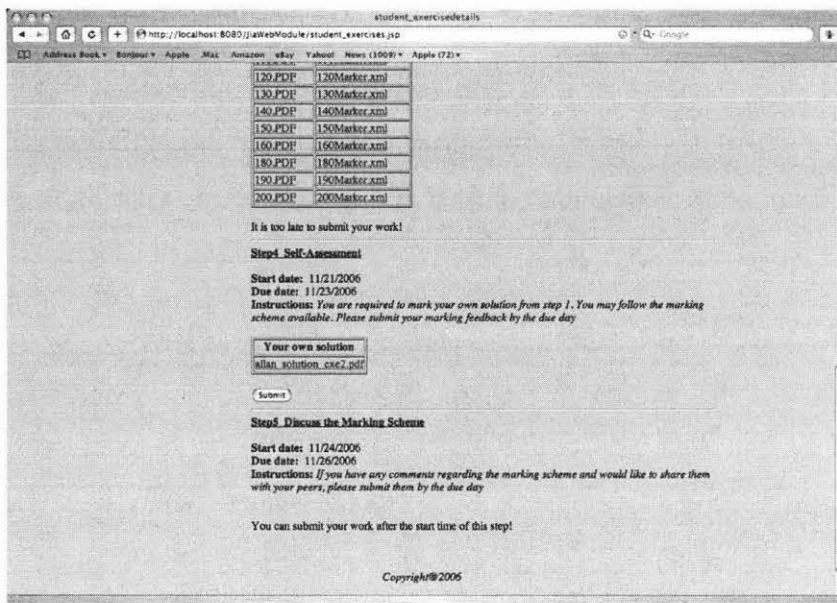 student_exercisedetails
http://localhost:8080/JiaWebModule/student_exercises.jsp
Google
Address Book Bonjour Apple .Mac Amazon eBay Yahoo! News (1009) Apple (72)
120.PDF 120Marker.xml
130.PDF 130Marker.xml
140.PDF 140Marker.xml
150.PDF 150Marker.xml
160.PDF 160Marker.xml
180.PDF 180Marker.xml
190.PDF 190Marker.xml
200.PDF 200Marker.xml
It is too late to submit your work!
Step4 Self-Assessment
Start date: 11/21/2006
Due date: 11/23/2006
Instructions: You are required to mark your own solution from step 1. You may follow the marking
scheme available. Please submit your marking feedback by the due day
Your own solution
allan_solution_exe2.pdf
Submit
Step5 Discuss the Marking Scheme
Start date: 11/24/2006
Due date: 11/26/2006
Instructions: If you have any comments regarding the marking scheme and would like to share them
with your peers, please submit them by the due day
You can submit your work after the start time of this step!
Copyright@2006